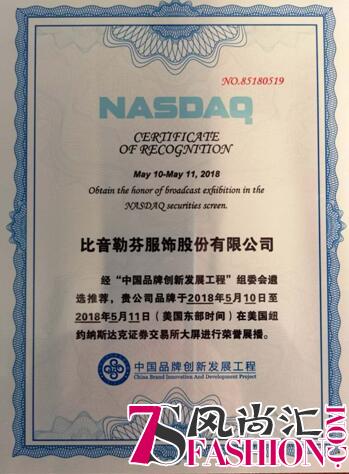 NO.85180519
NASDAQ
CERTIFICATE
OF RECOGNITION
May 10-May 11, 2018
Obtain the honor of broadcast exhibition in the
NASDAQ securities screen.
比音勒芬服饰股份有限公司
经“中国品牌创新发展工程”组委会遴
选推荐，贵公司品牌于2018年5月10日至
2018年5月11日（美国东部时间）在美国纽
约纳斯达克证券交易所大屏进行荣誉展播。
中国品牌创新发展工程
China Brand Innovation And Development Project
7S风尚汇
FASHION.COM